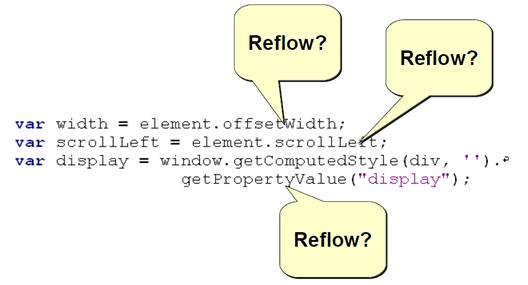 Reflow?
Reflow?
var width = element.offsetWidth;
var scrollLeft = element.scrollLeft;
var display = window.getComputedStyle(div, '').↵
getPropertyValue("display");
Reflow?